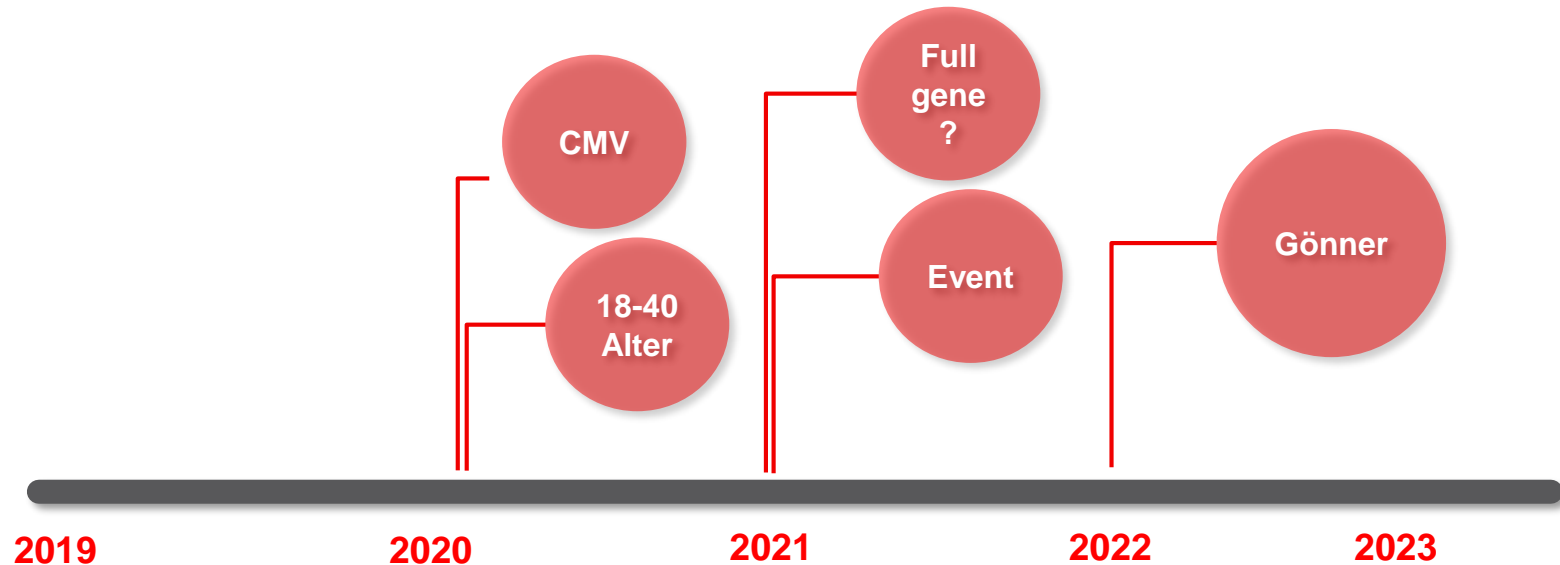 Full
gene
?
CMV
Gönner
Event
18-40
Alter
2019
2020
2021
2022
2023